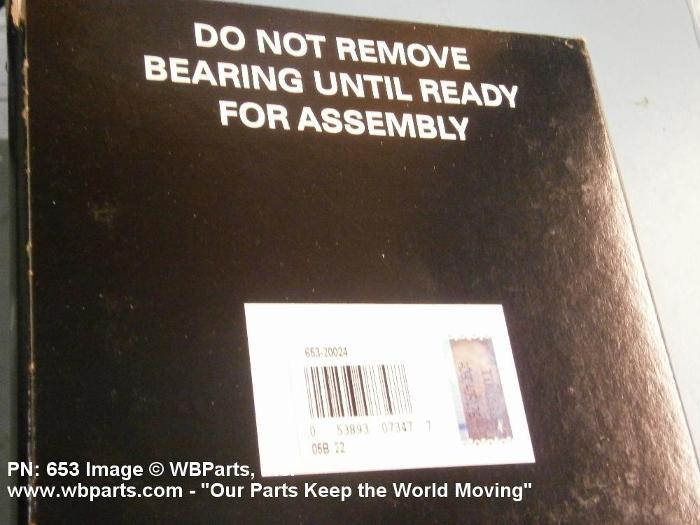 DO NOT REMOVE
BEARING UNTIL READY
FOR ASSEMBLY
653-20024
0 53893 07347 7
05B 22
PN: 653 Image © WBParts,
www.wbparts.com - "Our Parts Keep the World Moving"